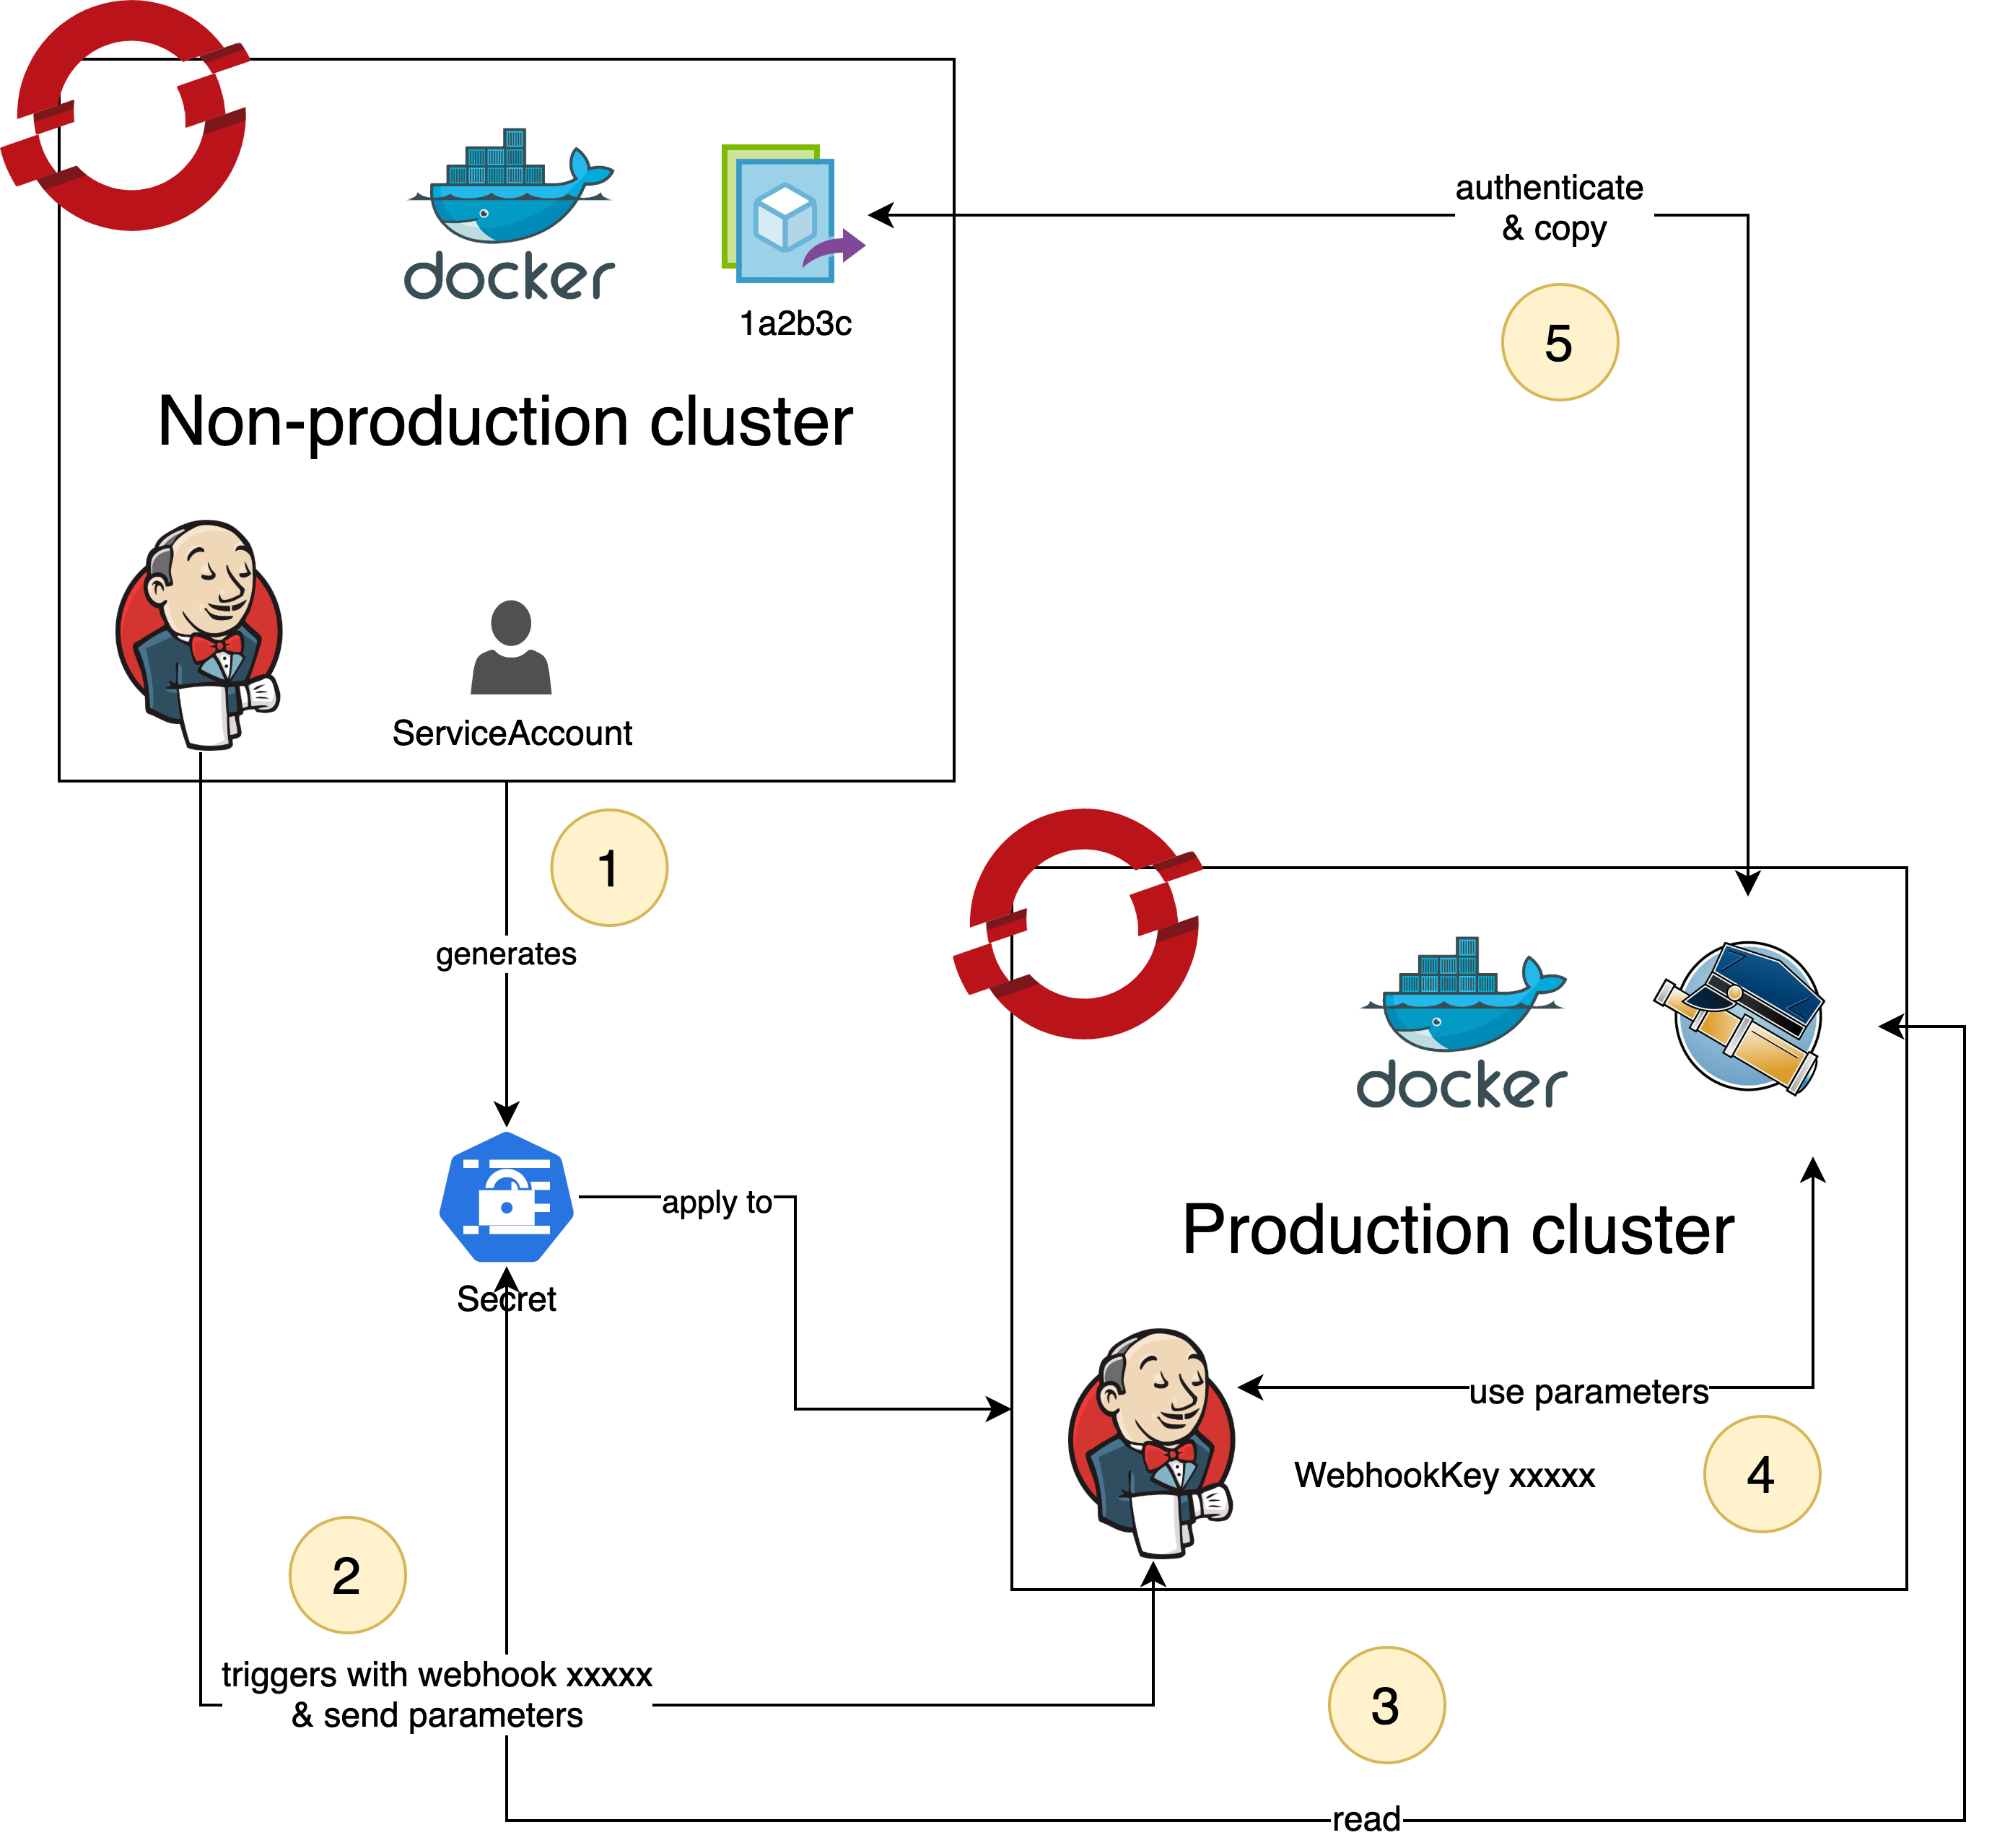 docker
1a2b3c
Non-production cluster
ServiceAccount
authenticate
& copy
5
1
generates
Secret
apply to
docker
Production cluster
use parameters
WebhookKey xxxxx
4
2
triggers with webhook xxxxx
& send parameters
3
read